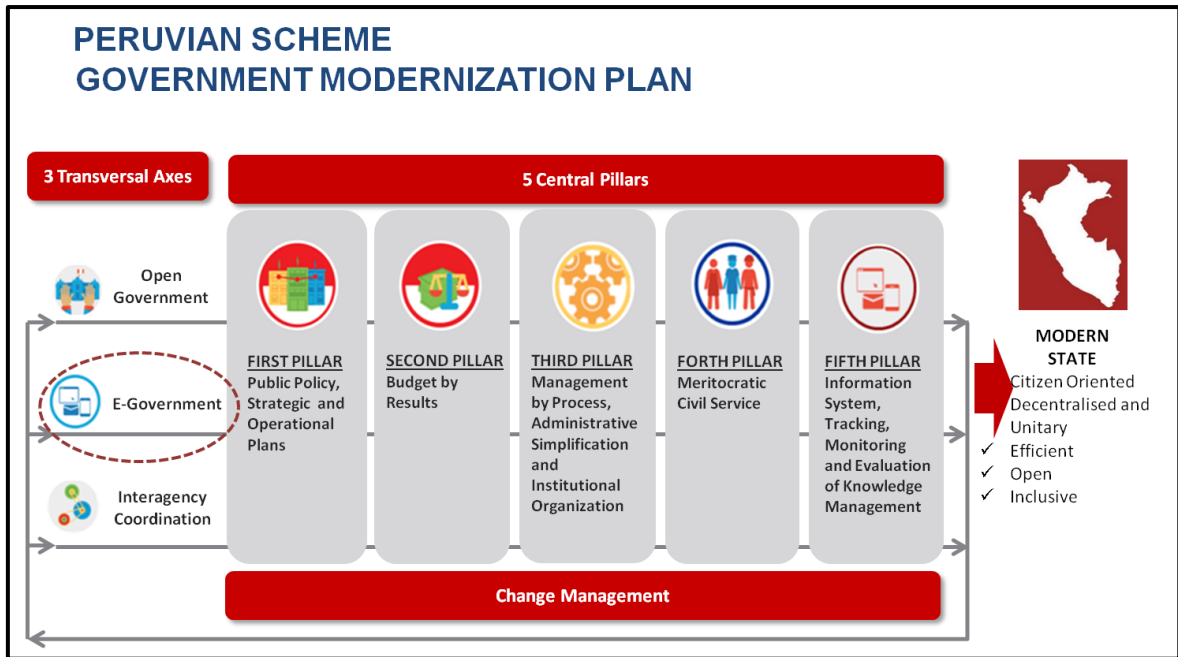 PERUVIAN SCHEME
GOVERNMENT MODERNIZATION PLAN
3 Transversal Axes
5 Central Pillars
Open
Government
E-Government
Interagency
Coordination
FIRST PILLAR
Public Policy,
Strategic and
Operational
Plans
SECOND PILLAR
Budget by
Results
THIRD PILLAR
Management
by Process,
Administrative
Simplification
and
Institutional
Organization
FORTH PILLAR
Meritocratic
Civil Service
FIFTH PILLAR
Information
System,
Tracking,
Monitoring
and Evaluation
of Knowledge
Management
MODERN
STATE
Citizen Oriented
Decentralised and
Unitary
✓ Efficient
✓ Open
✓ Inclusive
Change Management